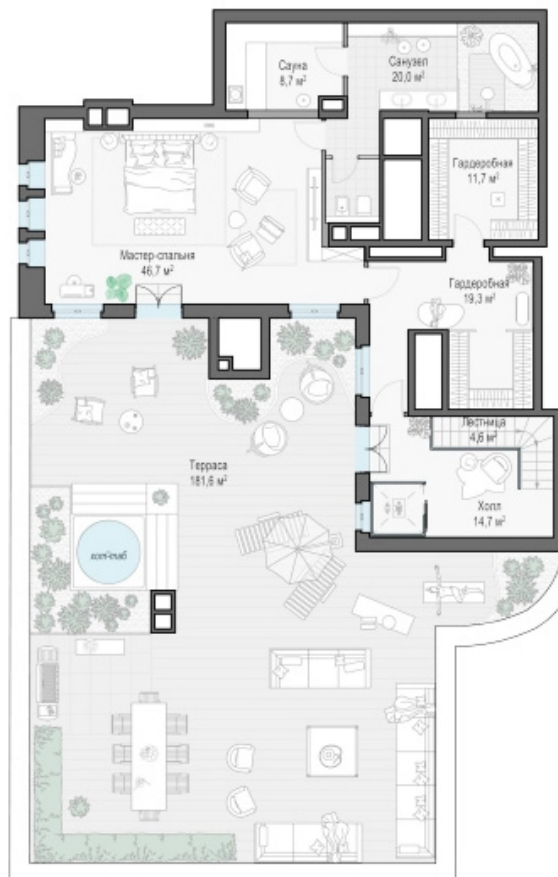 Сауна
8,7 м²
Санузел
20,0 м²
Гардеробная
11,7 м²
Мастер-спальня
46,7 м²
Гардеробная
19,3 м²
Лестница
4,6 м²
Терраса
181,6 м²
Холл
14,7 м²
хот-таб